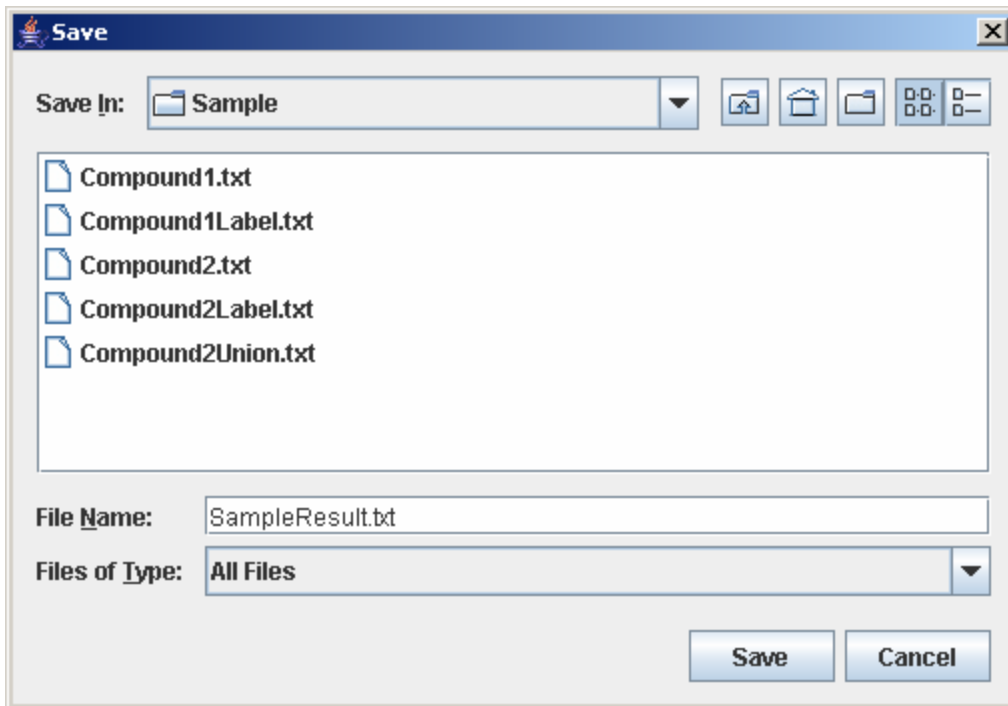 Save
Save In: Sample
Compound1.txt
Compound1Label.txt
Compound2.txt
Compound2Label.txt
Compound2Union.txt
File Name: SampleResult.txt
Files of Type: All Files
Save Cancel